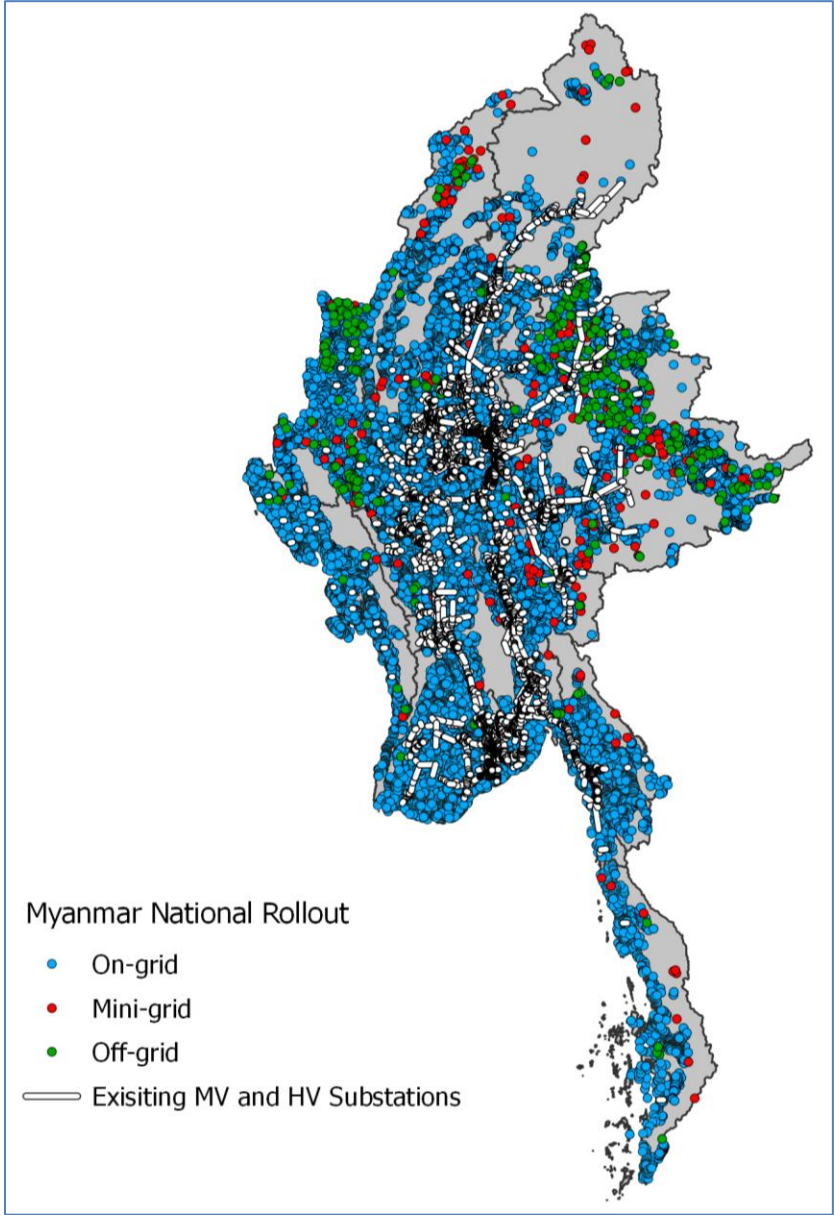 Myanmar National Rollout
On-grid
Mini-grid
Off-grid
Exisiting MV and HV Substations